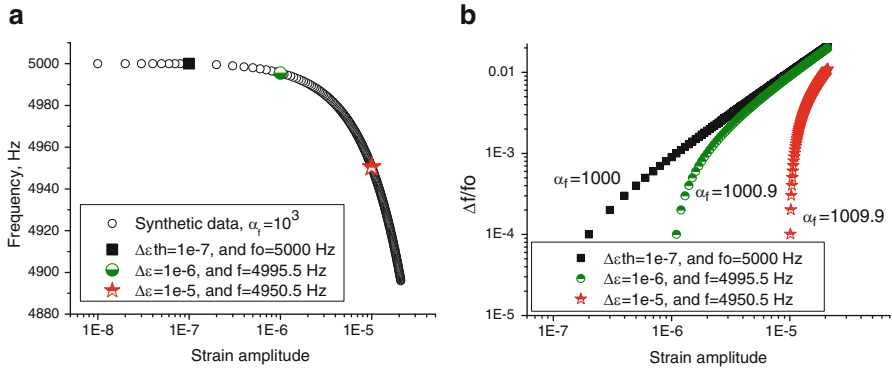 a
Frequency, Hz
5000
4980
4960
4940
4920
4900
4880
Synthetic data, α_f=10³
Δεth=1e-7, and fo=5000 Hz
Δε=1e-6, and f=4995.5 Hz
Δε=1e-5, and f=4950.5 Hz
1E-8 1E-7 1E-6 1E-5
Strain amplitude
b
Δf/fo
0.01
1E-3
1E-4
1E-5
α_f=1000
α_f=1000.9
α_f=1009.9
Δεth=1e-7, and fo=5000 Hz
Δε=1e-6, and f=4995.5 Hz
Δε=1e-5, and f=4950.5 Hz
1E-7 1E-6 1E-5
Strain amplitude